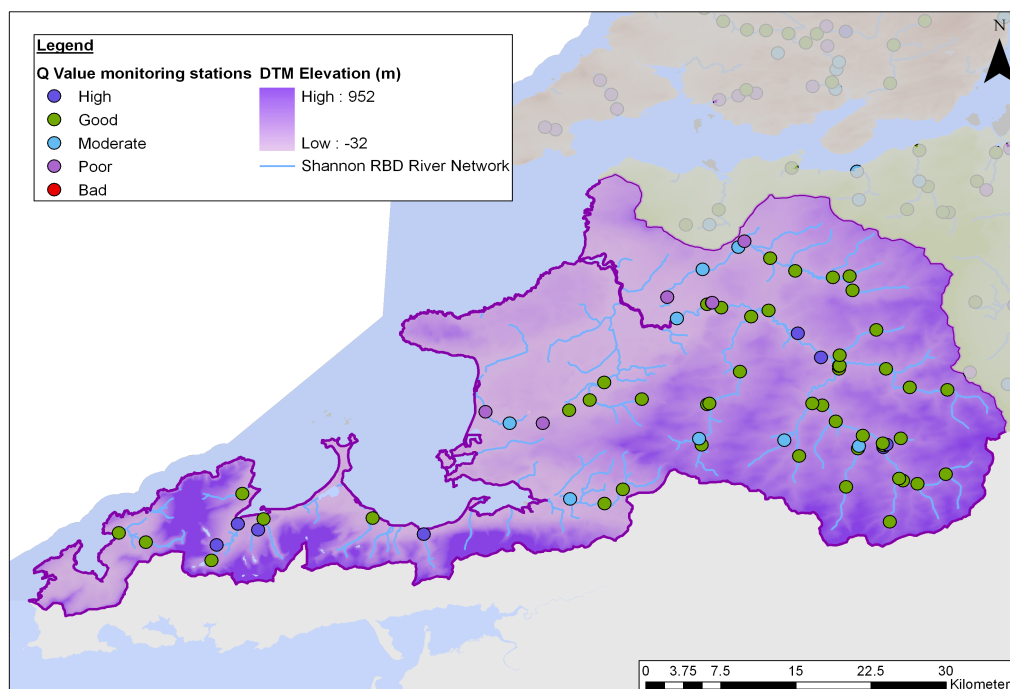 Legend
Q Value monitoring stations
High
Good
Moderate
Poor
Bad
DTM Elevation (m)
High : 952
Low : -32
Shannon RBD River Network
N
0 3.75 7.5 15 22.5 30
Kilometer